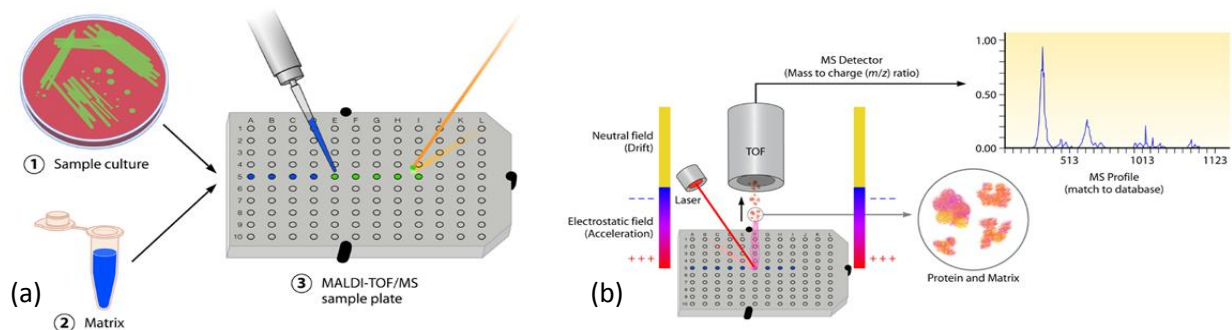 (a)
1 Sample culture
2 Matrix
A B C D E F G H I J K L
1
2
3
4
5
6
7
8
9
10
3 MALDI-TOF/MS
sample plate
(b)
Neutral field
(Drift)
Electrostatic field
(Acceleration)
+++
Laser
TOF
MS Detector
(Mass to charge (m/z) ratio)
+++
1.00
0.50
0.00
513 1013 1123
MS Profile
(match to database)
Protein and Matrix